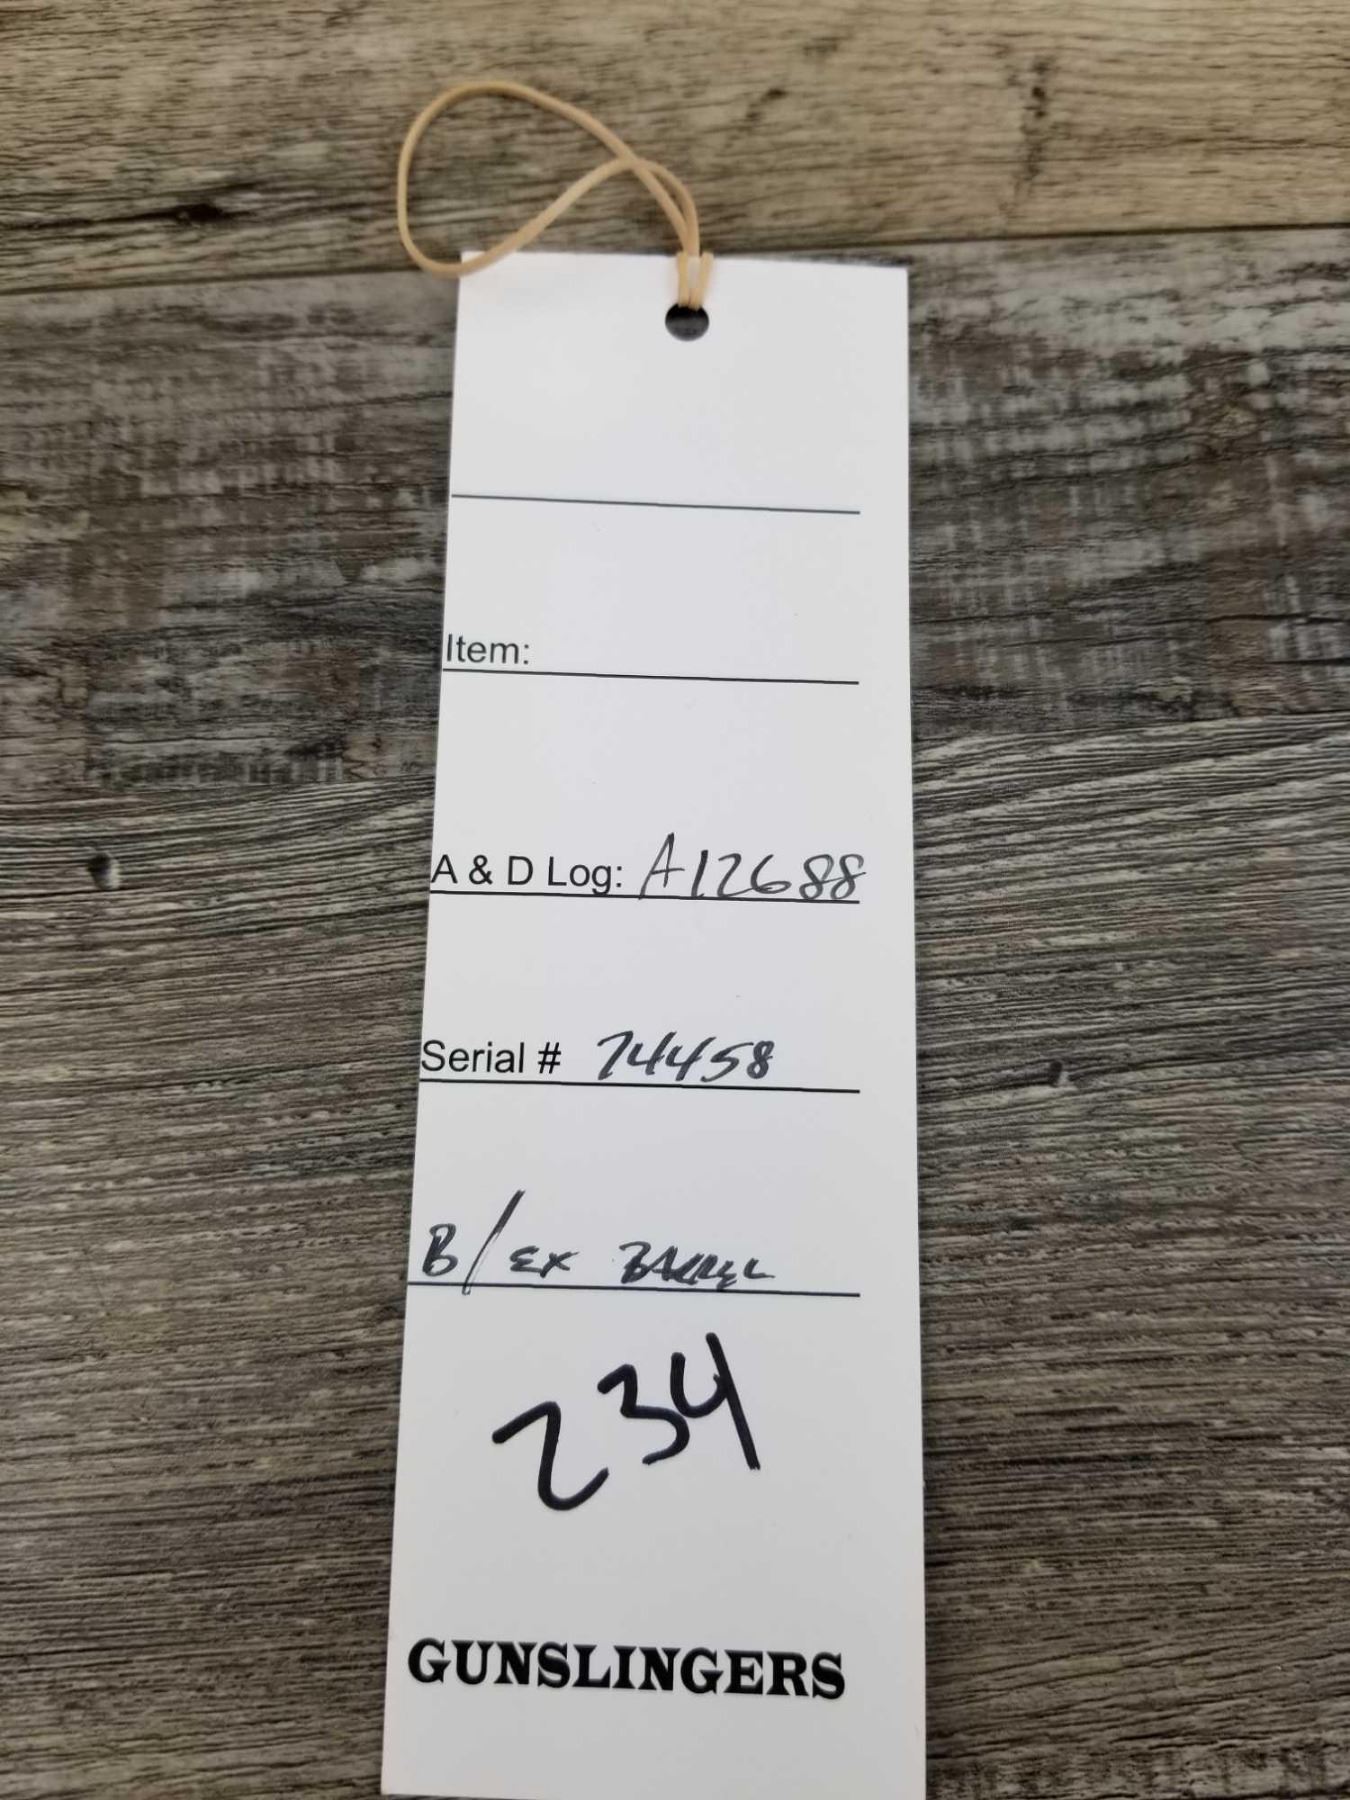 Item:
A & D Log: A12688
Serial # 74458
B/EX BARREL
234
GUNSLINGERS